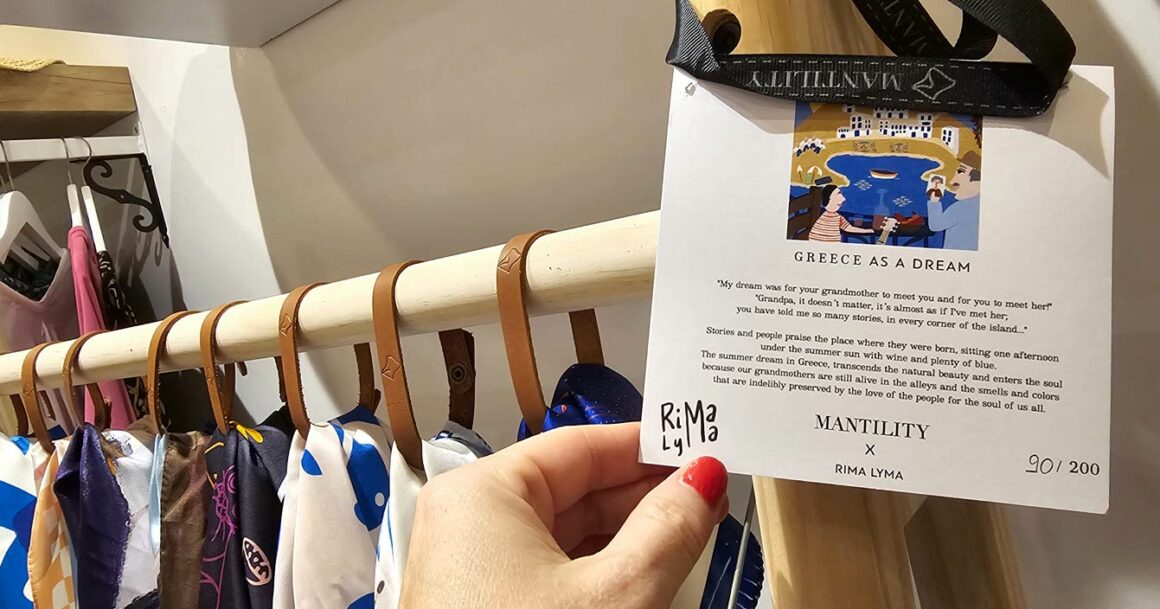 MANTILITY
MANTILITY
GREECE AS A DREAM
"My dream was for your grandmother to meet you and for you to meet her!"
"Grandpa, it doesn't matter, it's almost as if I've met her;
you have told me so many stories, in every corner of the island..."
Stories and people praise the place where they were born, sitting one afternoon
under the summer sun with wine and plenty of blue.
The summer dream in Greece, transcends the natural beauty and enters the soul
because our grandmothers are still alive in the alleys and the smells and colors
that are indelibly preserved by the love of the people for the soul of us all.
RiMa
LyMa
MANTILITY
X
RIMA LYMA
90/ 200